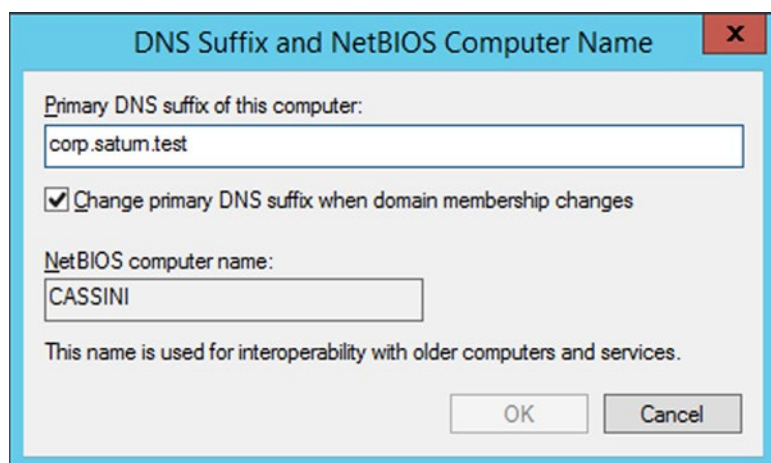 DNS Suffix and NetBIOS Computer Name
x
Primary DNS suffix of this computer:
corp.saturn.test
Change primary DNS suffix when domain membership changes
NetBIOS computer name:
CASSINI
This name is used for interoperability with older computers and services.
OK
Cancel